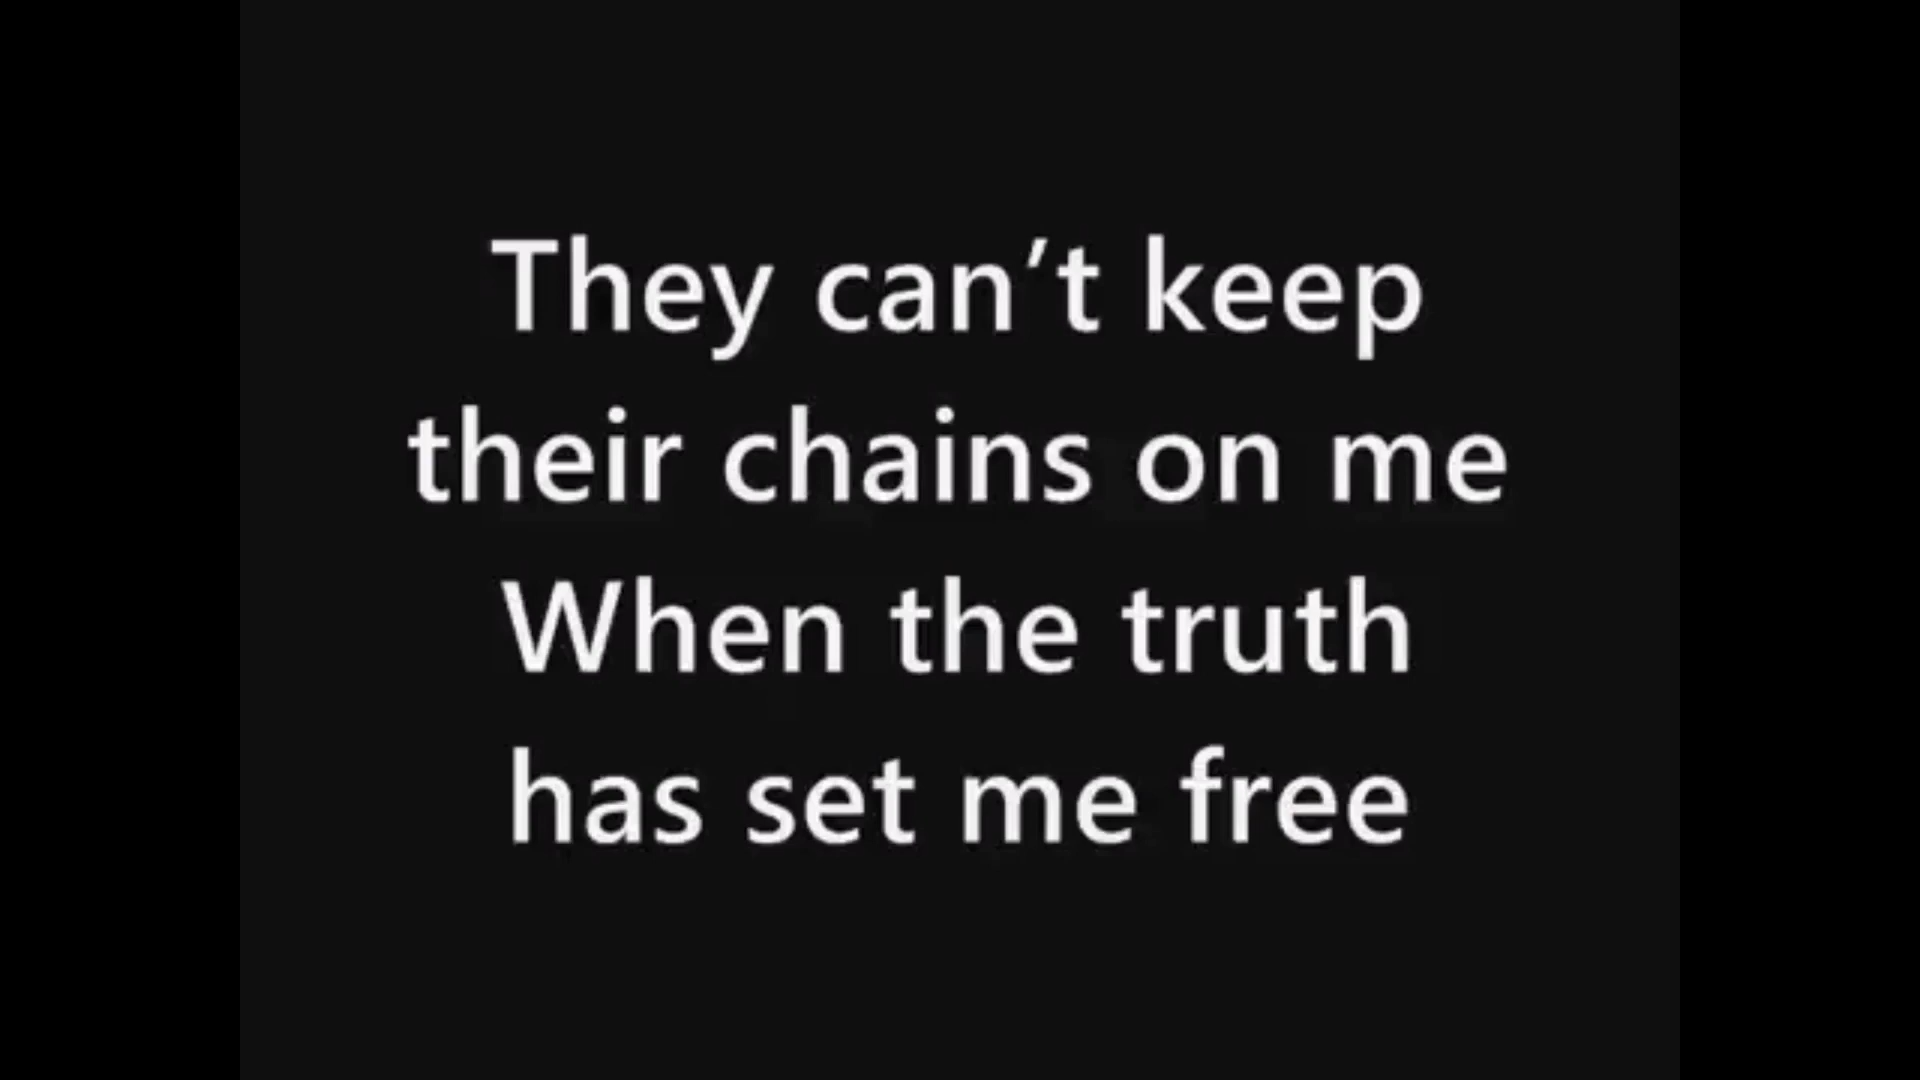 They can’t keep
their chains on me
When the truth
has set me free